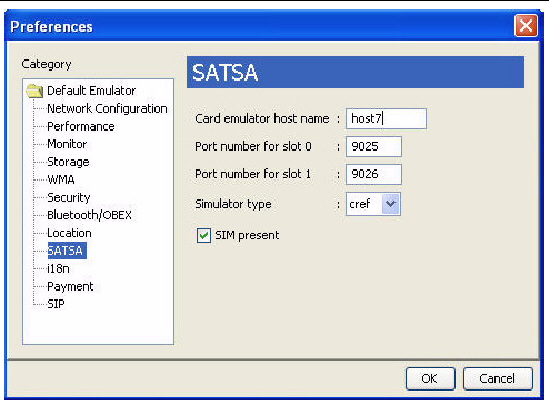 Preferences
Category
Default Emulator
Network Configuration
Performance
Monitor
Storage
WMA
Security
Bluetooth/OBEX
Location
SATSA
i18n
Payment
SIP
SATSA
Card emulator host name : host7
Port number for slot 0 : 9025
Port number for slot 1 : 9026
Simulator type : cref
SIM present
OK Cancel